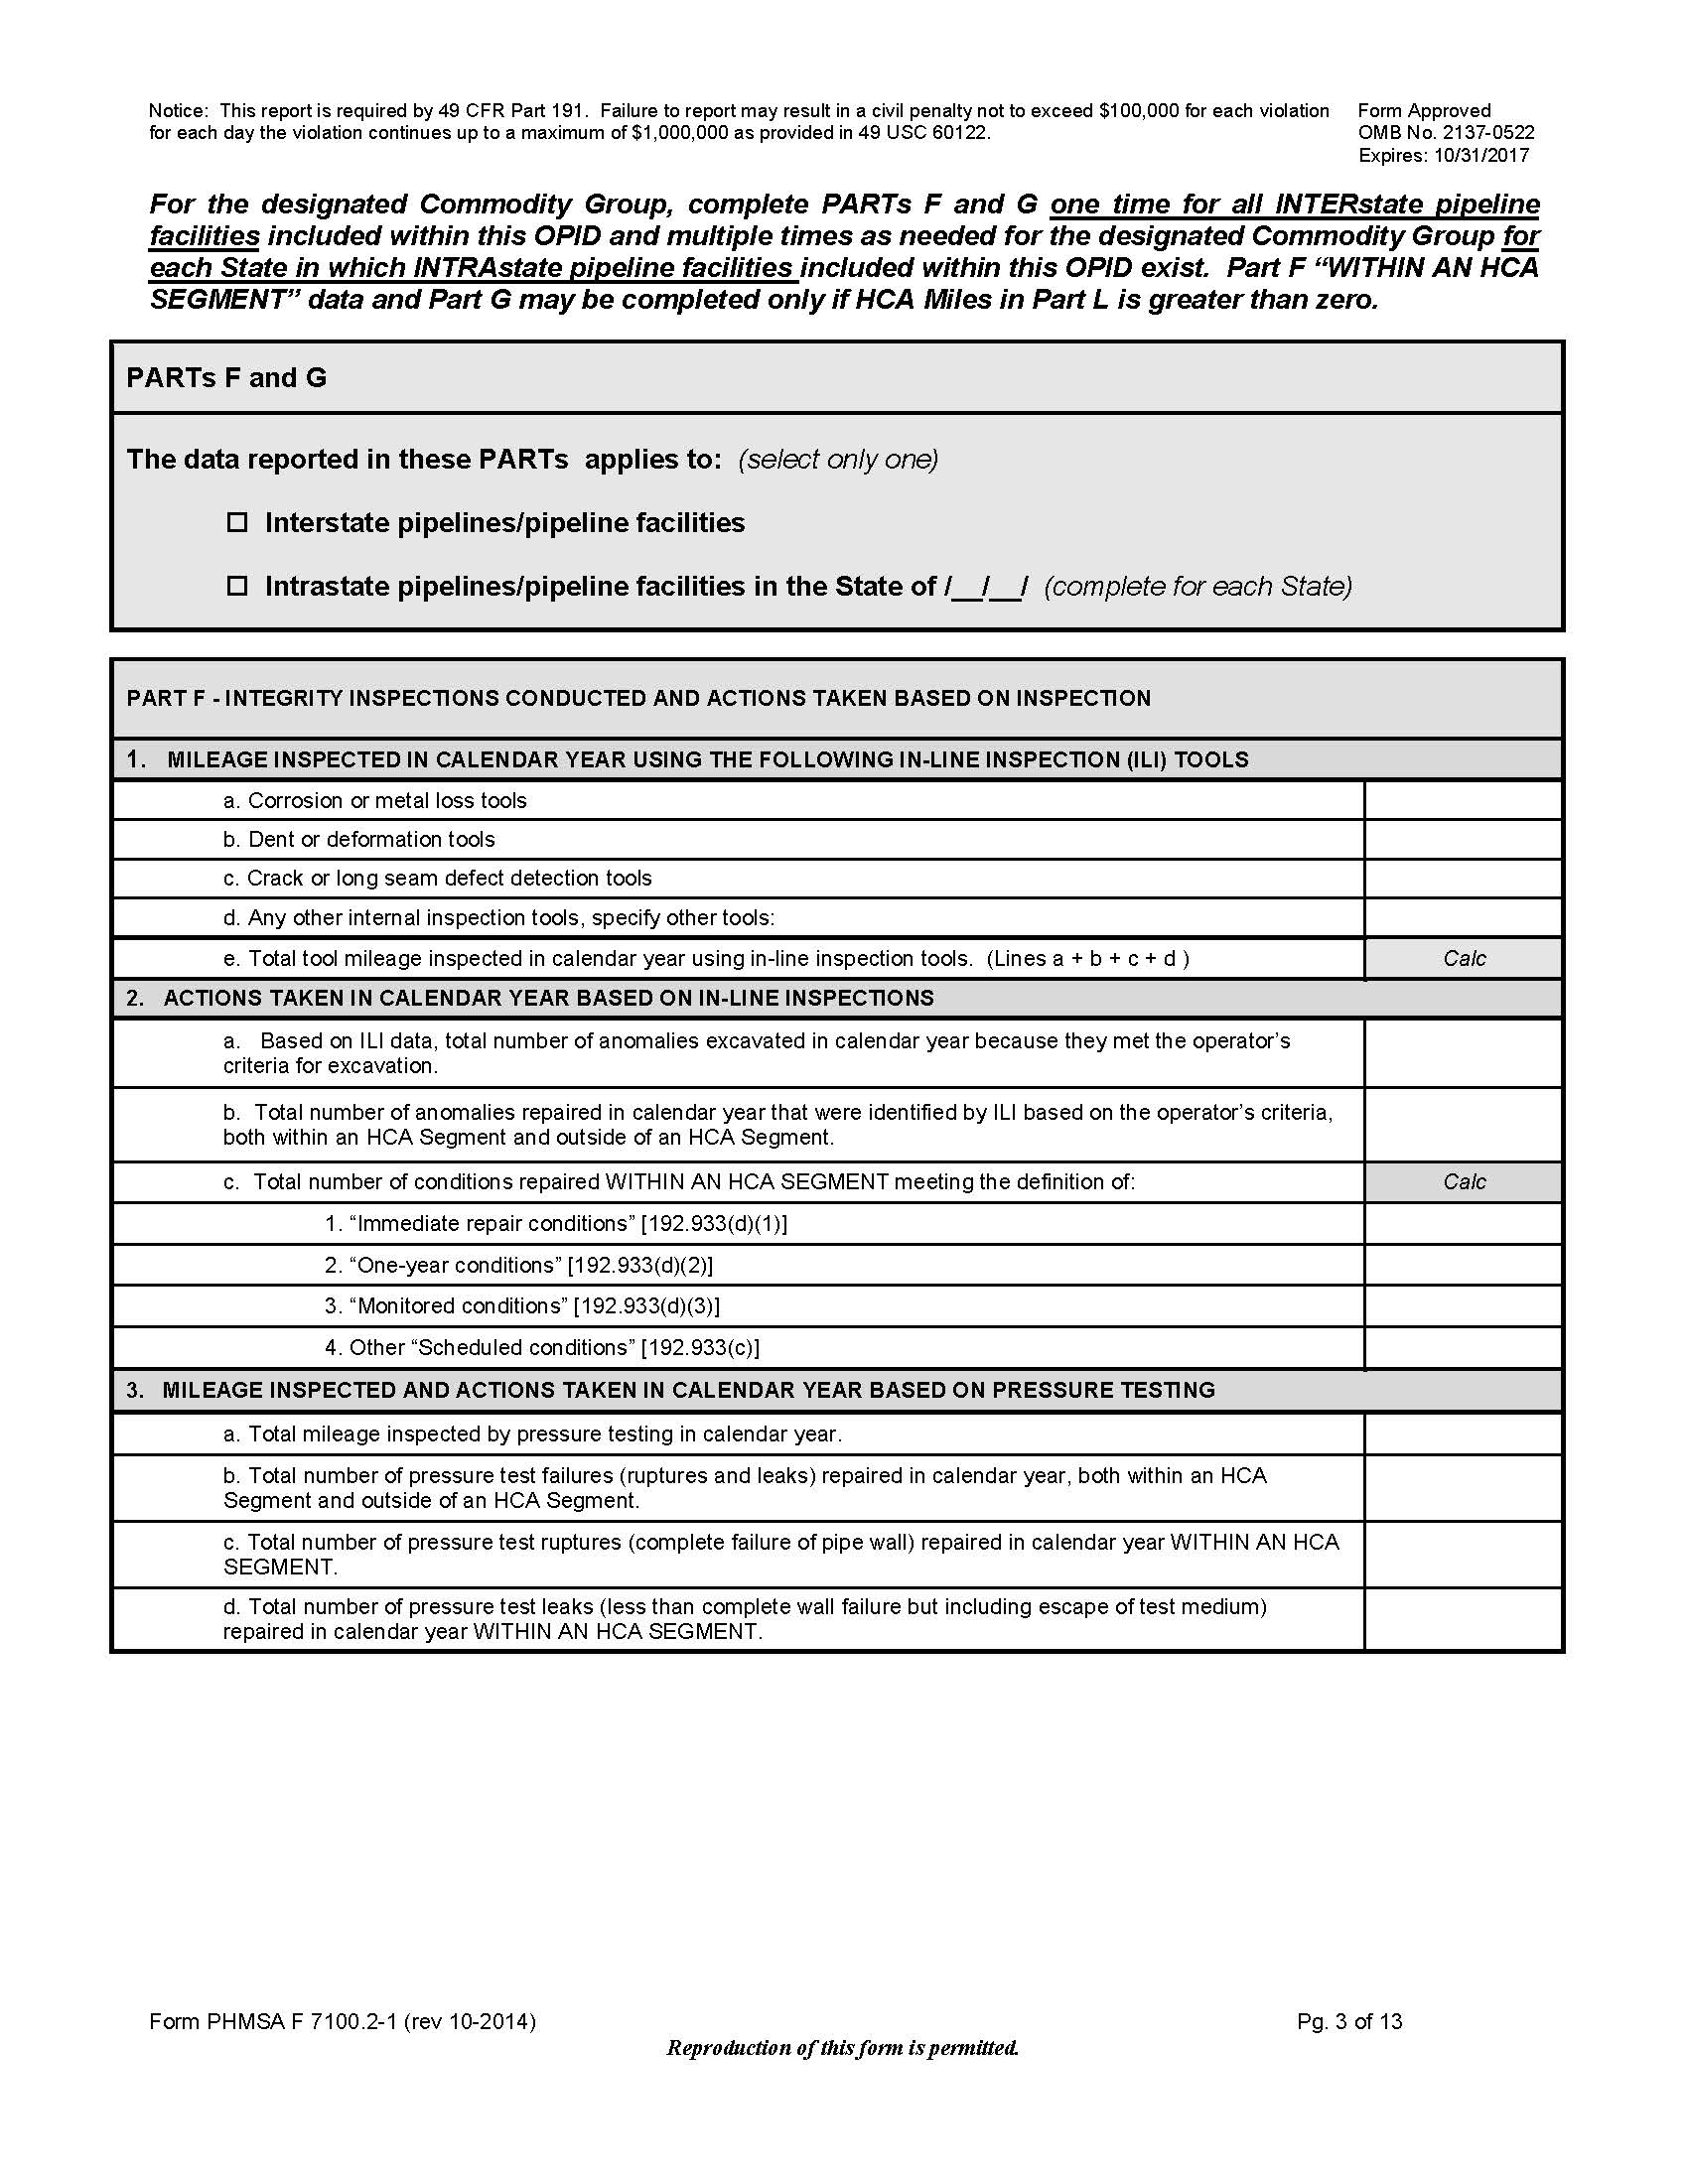 Notice:  This report is required by 49 CFR Part 191.  Failure to report may result in a civil penalty not to exceed $100,000 for each violation
for each day the violation continues up to a maximum of $1,000,000 as provided in 49 USC 60122.
Form Approved
OMB No. 2137-0522
Expires: 10/31/2017
For the designated Commodity Group, complete PARTs F and G one time for all INTERstate pipeline
facilities included within this OPID and multiple times as needed for the designated Commodity Group for
each State in which INTRAstate pipeline facilities included within this OPID exist.  Part F “WITHIN AN HCA
SEGMENT” data and Part G may be completed only if HCA Miles in Part L is greater than zero.
PARTs F and G
The data reported in these PARTs  applies to:  (select only one)
☐ Interstate pipelines/pipeline facilities
☐ Intrastate pipelines/pipeline facilities in the State of /__/__/  (complete for each State)
PART F - INTEGRITY INSPECTIONS CONDUCTED AND ACTIONS TAKEN BASED ON INSPECTION
1.   MILEAGE INSPECTED IN CALENDAR YEAR USING THE FOLLOWING IN-LINE INSPECTION (ILI) TOOLS
a. Corrosion or metal loss tools
b. Dent or deformation tools
c. Crack or long seam defect detection tools
d. Any other internal inspection tools, specify other tools:
e. Total tool mileage inspected in calendar year using in-line inspection tools.  (Lines a + b + c + d )    Calc
2.   ACTIONS TAKEN IN CALENDAR YEAR BASED ON IN-LINE INSPECTIONS
a.   Based on ILI data, total number of anomalies excavated in calendar year because they met the operator’s
criteria for excavation.
b.  Total number of anomalies repaired in calendar year that were identified by ILI based on the operator’s criteria,
both within an HCA Segment and outside of an HCA Segment.
c.  Total number of conditions repaired WITHIN AN HCA SEGMENT meeting the definition of:    Calc
1. “Immediate repair conditions” [192.933(d)(1)]
2. “One-year conditions” [192.933(d)(2)]
3. “Monitored conditions” [192.933(d)(3)]
4. Other “Scheduled conditions” [192.933(c)]
3.   MILEAGE INSPECTED AND ACTIONS TAKEN IN CALENDAR YEAR BASED ON PRESSURE TESTING
a. Total mileage inspected by pressure testing in calendar year.
b. Total number of pressure test failures (ruptures and leaks) repaired in calendar year, both within an HCA
Segment and outside of an HCA Segment.
c. Total number of pressure test ruptures (complete failure of pipe wall) repaired in calendar year WITHIN AN HCA
SEGMENT.
d. Total number of pressure test leaks (less than complete wall failure but including escape of test medium)
repaired in calendar year WITHIN AN HCA SEGMENT.
Form PHMSA F 7100.2-1 (rev 10-2014)    Pg. 3 of 13
Reproduction of this form is permitted.